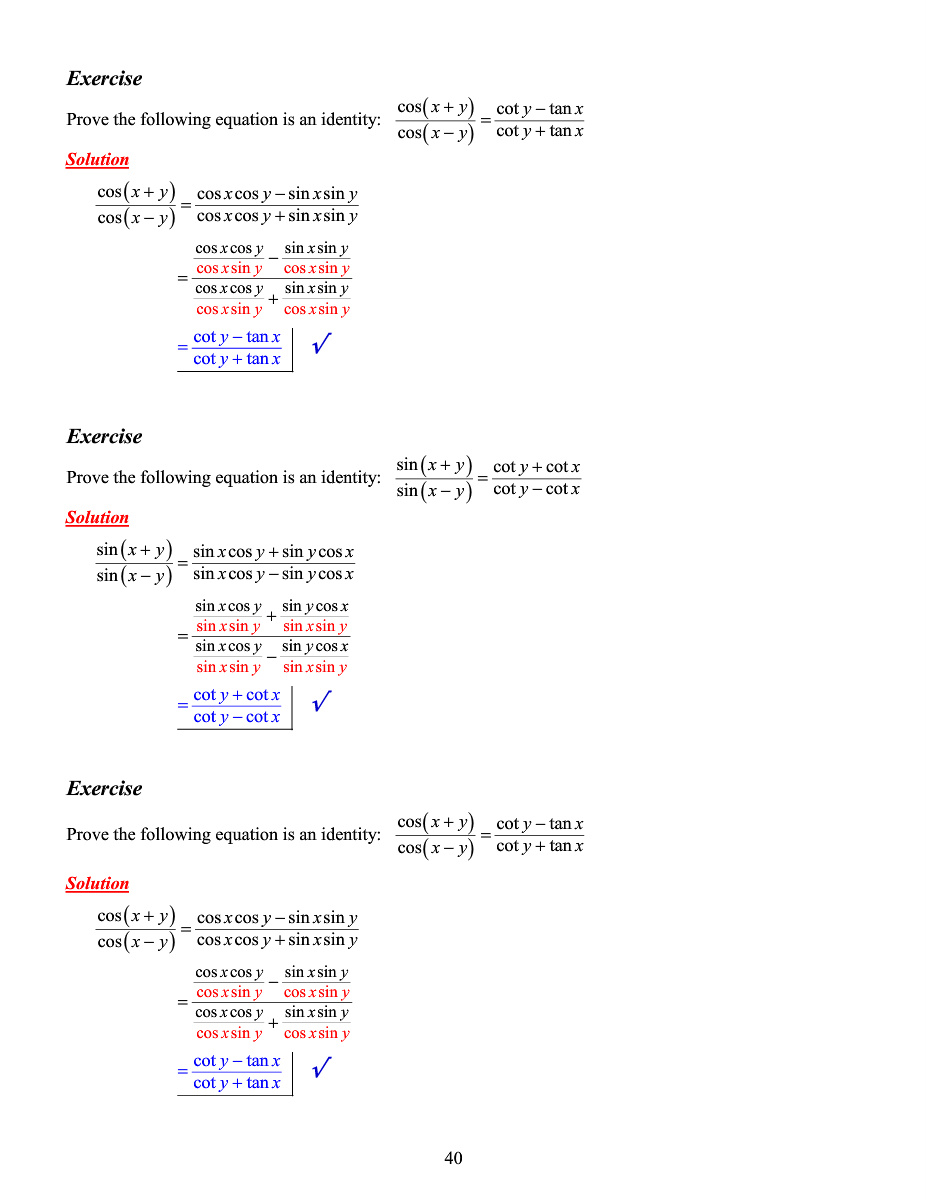 Exercise
Prove the following equation is an identity: \frac{\cos(x+y)}{\cos(x-y)} = \frac{\cot y - \tan x}{\cot y + \tan x}
Solution
\frac{\cos(x+y)}{\cos(x-y)} = \frac{\cos x \cos y - \sin x \sin y}{\cos x \cos y + \sin x \sin y}
= \frac{\frac{\cos x \cos y}{\cos x \sin y} - \frac{\sin x \sin y}{\cos x \sin y}}{\frac{\cos x \cos y}{\cos x \sin y} + \frac{\sin x \sin y}{\cos x \sin y}}
= \frac{\cot y - \tan x}{\cot y + \tan x} √
Exercise
Prove the following equation is an identity: \frac{\sin(x+y)}{\sin(x-y)} = \frac{\cot y + \cot x}{\cot y - \cot x}
Solution
\frac{\sin(x+y)}{\sin(x-y)} = \frac{\sin x \cos y + \sin y \cos x}{\sin x \cos y - \sin y \cos x}
= \frac{\frac{\sin x \cos y}{\sin x \sin y} + \frac{\sin y \cos x}{\sin x \sin y}}{\frac{\sin x \cos y}{\sin x \sin y} - \frac{\sin y \cos x}{\sin x \sin y}}
= \frac{\cot y + \cot x}{\cot y - \cot x} √
Exercise
Prove the following equation is an identity: \frac{\cos(x+y)}{\cos(x-y)} = \frac{\cot y - \tan x}{\cot y + \tan x}
Solution
\frac{\cos(x+y)}{\cos(x-y)} = \frac{\cos x \cos y - \sin x \sin y}{\cos x \cos y + \sin x \sin y}
= \frac{\frac{\cos x \cos y}{\cos x \sin y} - \frac{\sin x \sin y}{\cos x \sin y}}{\frac{\cos x \cos y}{\cos x \sin y} + \frac{\sin x \sin y}{\cos x \sin y}}
= \frac{\cot y - \tan x}{\cot y + \tan x} √
40